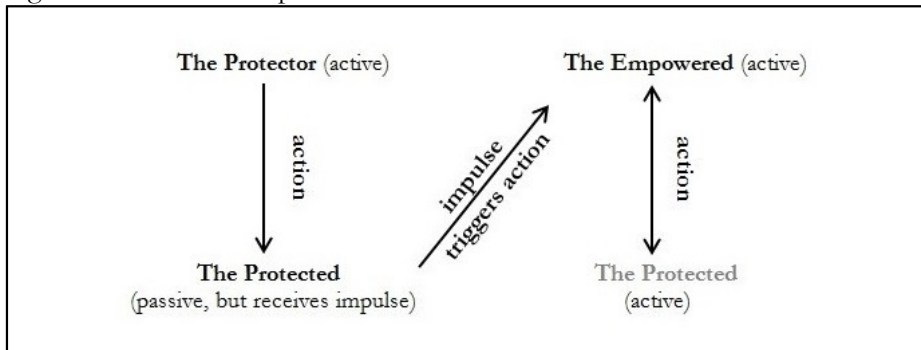 The Protector (active)
The Empowered (active)
action
impulse
triggers action
action
The Protected
(passive, but receives impulse)
The Protected
(active)